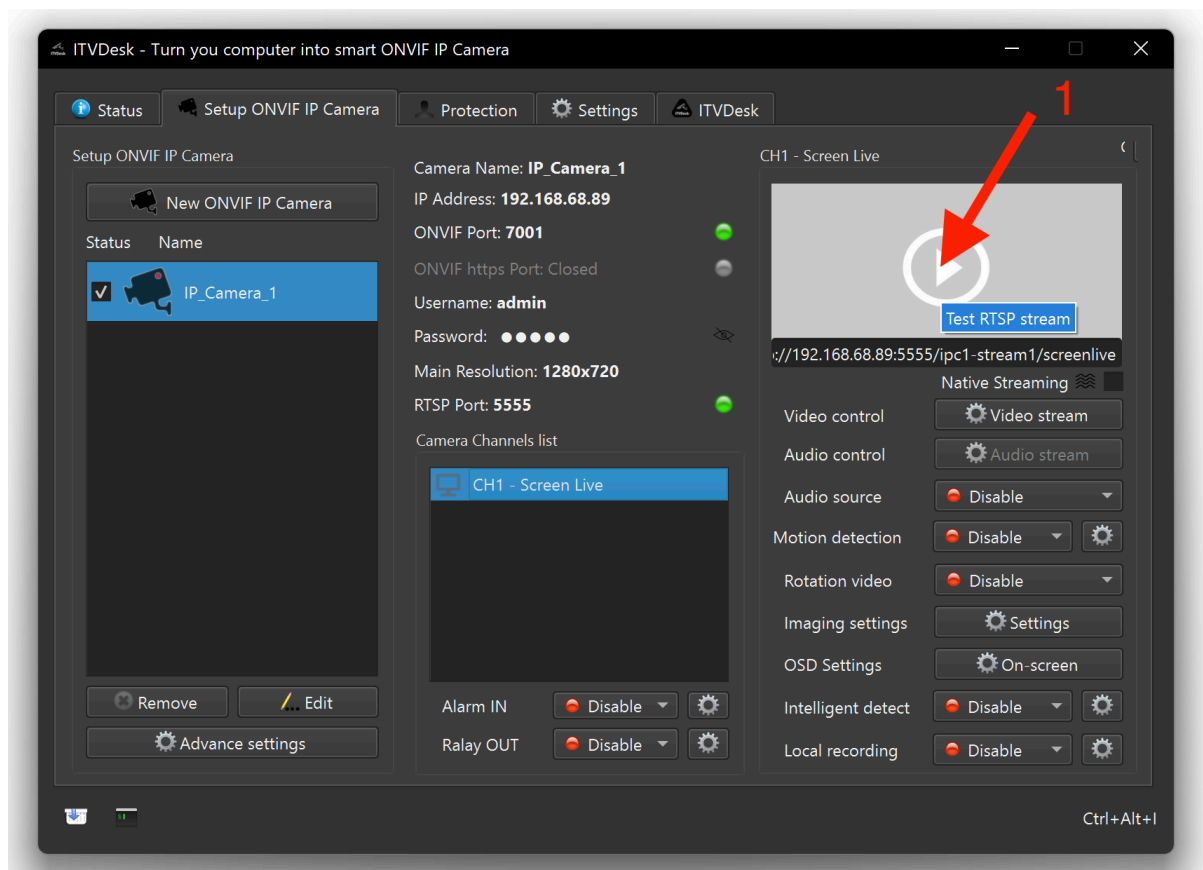 ITVDesk - Turn you computer into smart ONVIF IP Camera
1
Status
Setup ONVIF IP Camera
Protection
Settings
ITVDesk
Setup ONVIF IP Camera
New ONVIF IP Camera
Status Name
IP_Camera_1
Remove
Edit
Advance settings
Camera Name: IP_Camera_1
IP Address: 192.168.68.89
ONVIF Port: 7001
ONVIF https Port: Closed
Username: admin
Password: ●●●●●
Main Resolution: 1280x720
RTSP Port: 5555
Camera Channels list
CH1 - Screen Live
Alarm IN Disable
Ralay OUT Disable
CH1 - Screen Live
Test RTSP stream
://192.168.68.89:5555/ipc1-stream1/screenlive
Native Streaming
Video control Video stream
Audio control Audio stream
Audio source Disable
Motion detection Disable
Rotation video Disable
Imaging settings Settings
OSD Settings On-screen
Intelligent detect Disable
Local recording Disable
Ctrl+Alt+I